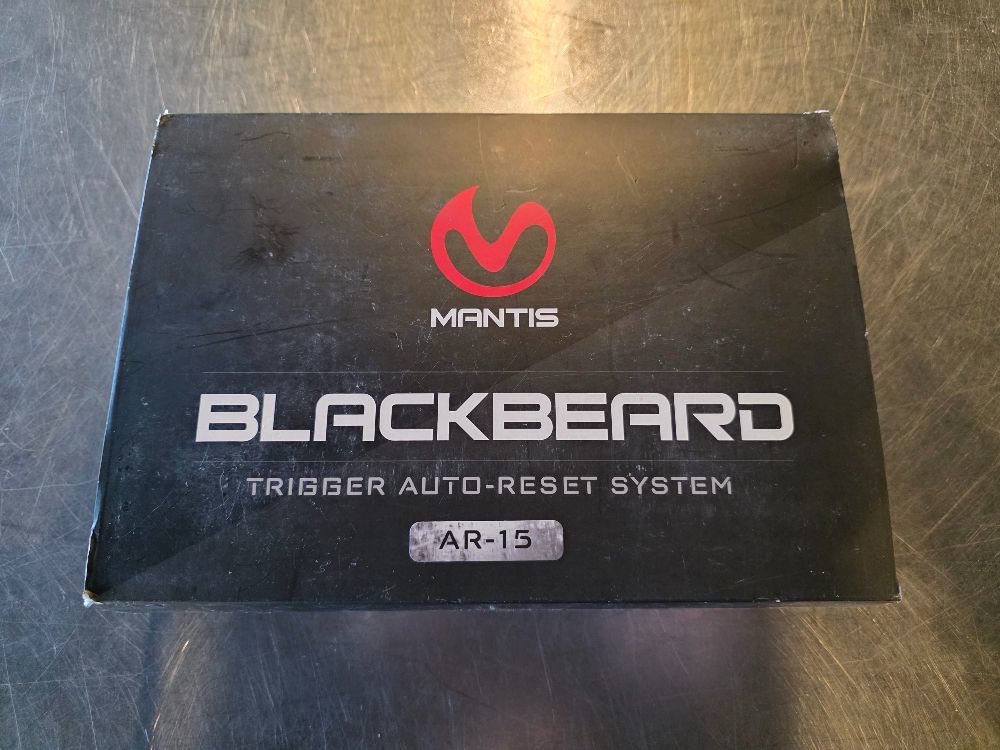 MANTIS
BLACKBEARD
TRIGGER AUTO-RESET SYSTEM
AR-15